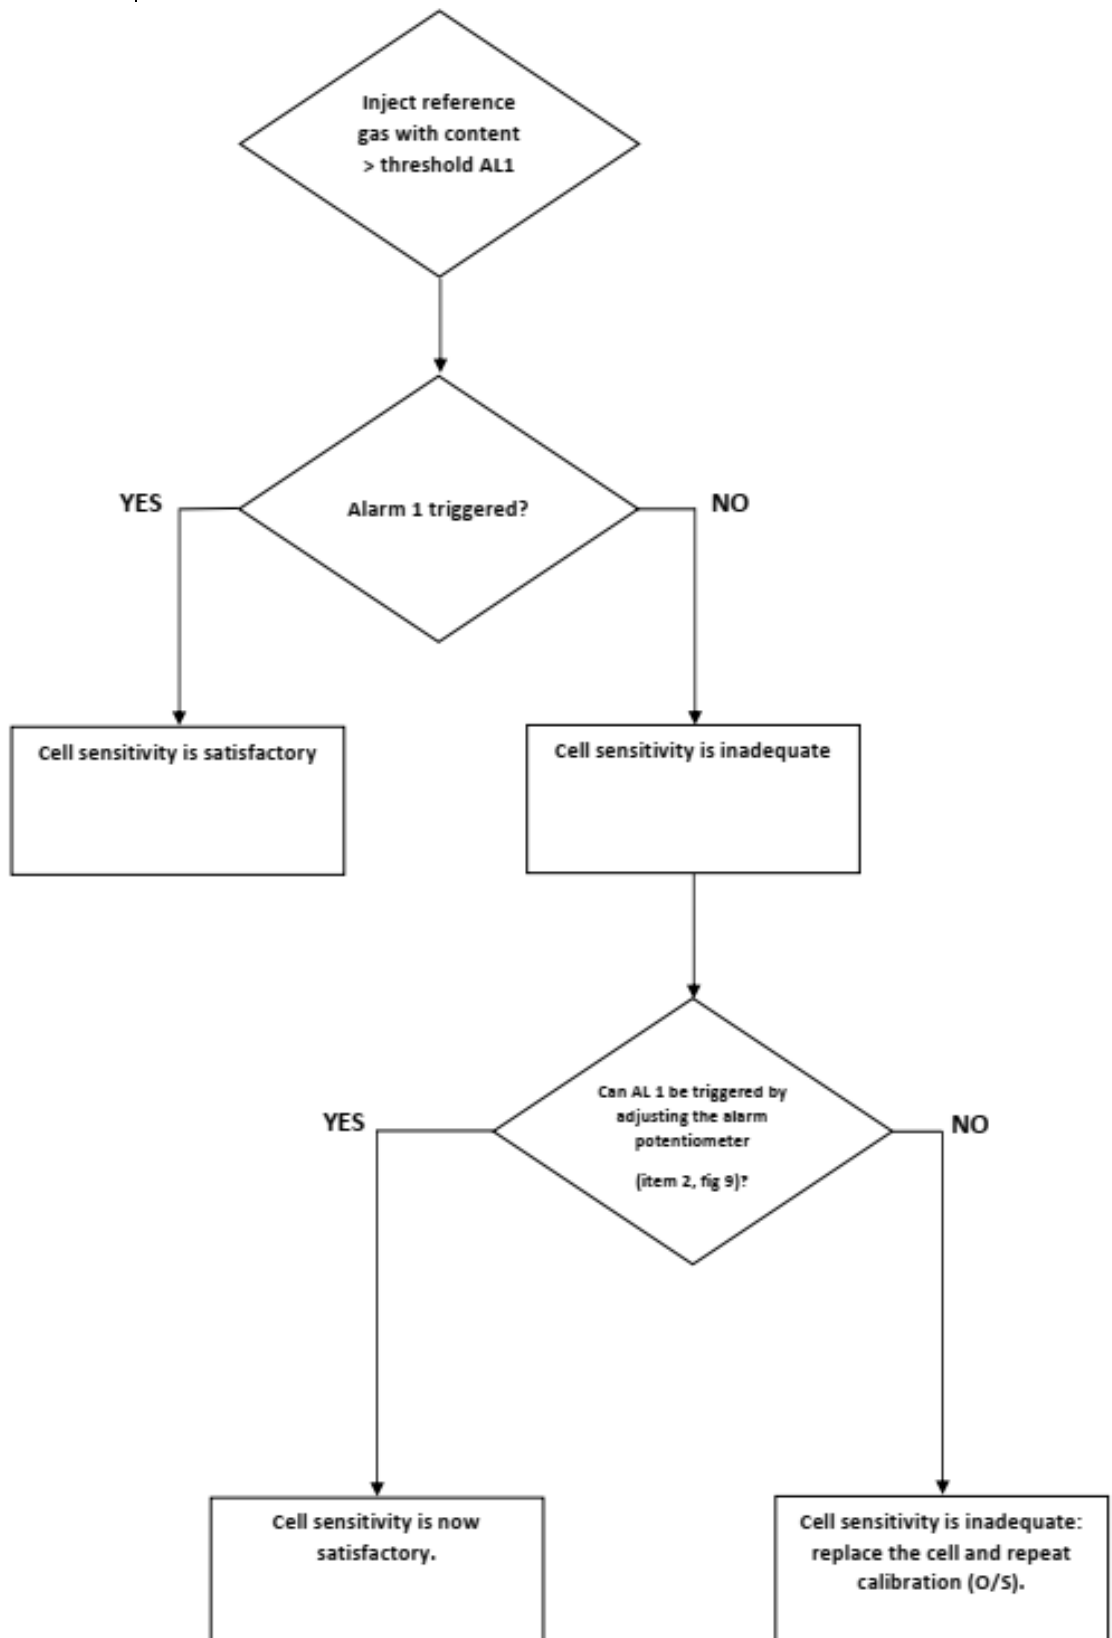 Inject reference
gas with content
> threshold AL1
YES
Alarm 1 triggered?
NO
Cell sensitivity is satisfactory
Cell sensitivity is inadequate
Can AL 1 be triggered by
adjusting the alarm
potentiometer
(item 2, fig 9)?
YES
NO
Cell sensitivity is now
satisfactory.
Cell sensitivity is inadequate:
replace the cell and repeat
calibration (O/S).